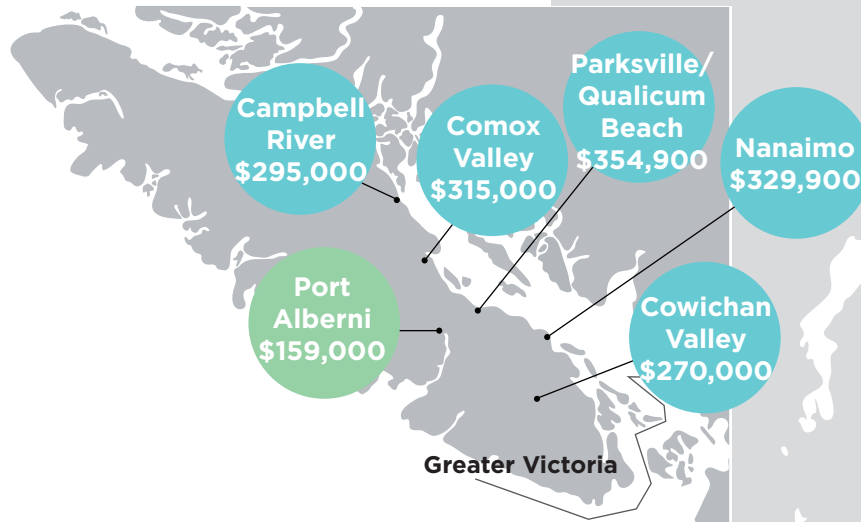 Campbell
River
$295,000
Comox
Valley
$315,000
Parksville/
Qualicum
Beach
$354,900
Nanaimo
$329,900
Port
Alberni
$159,000
Cowichan
Valley
$270,000
Greater Victoria